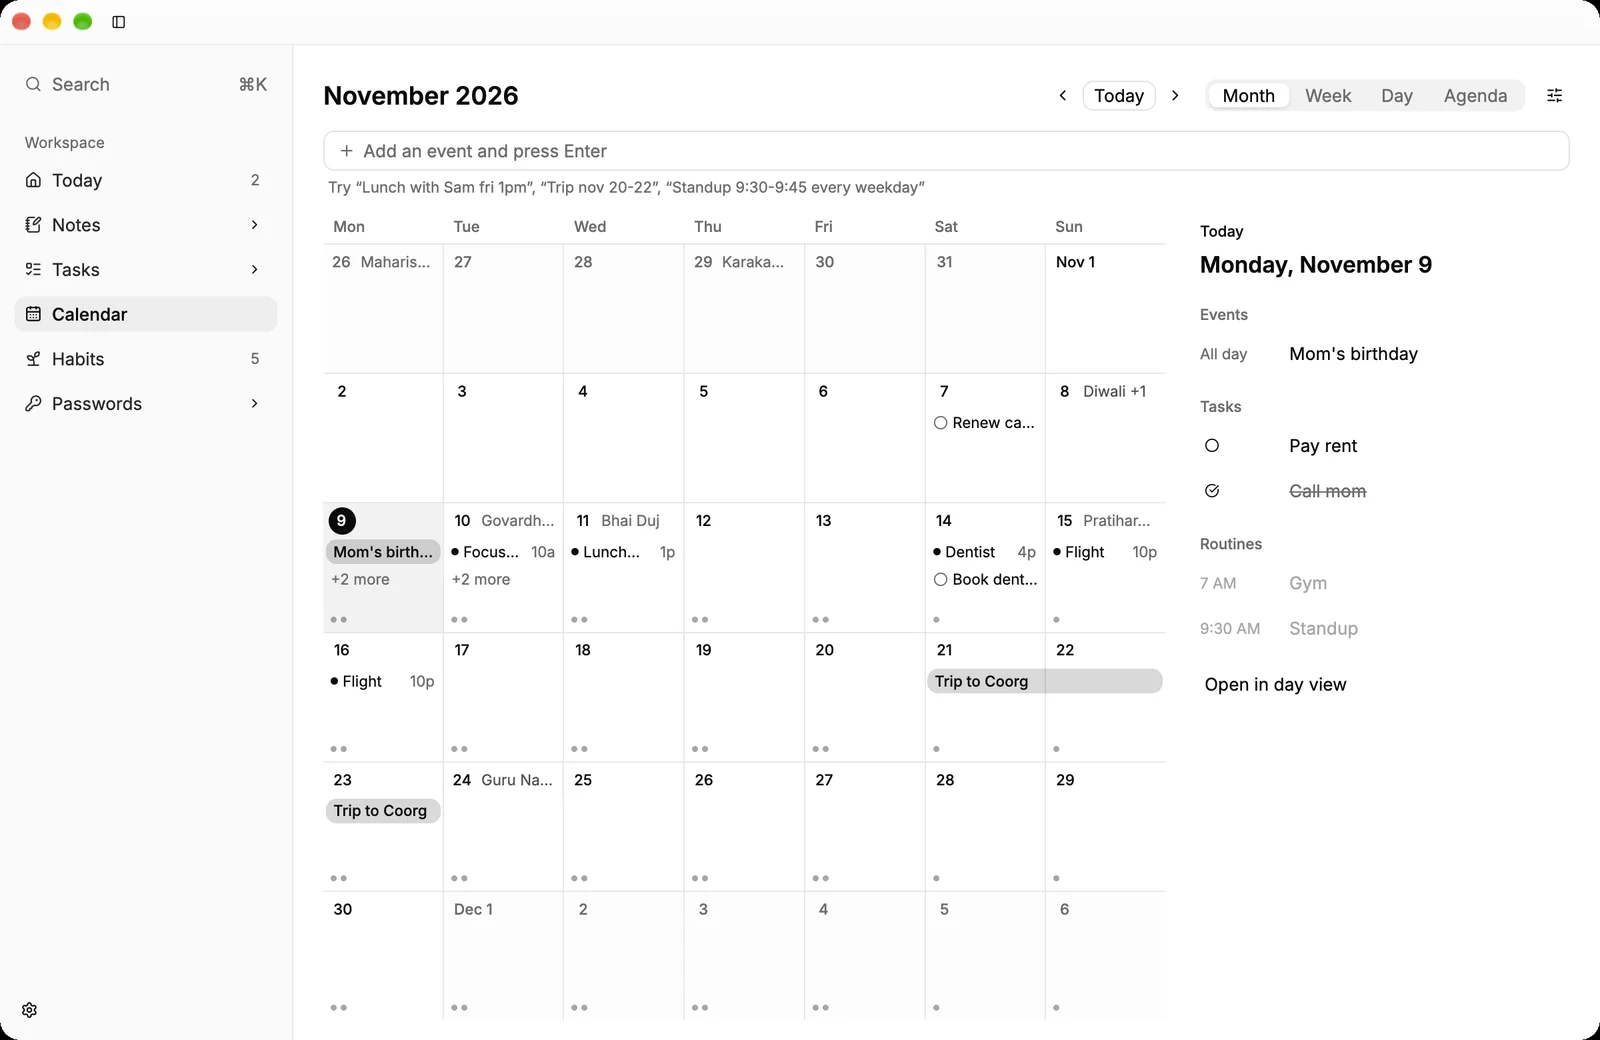 Search ⌘K
Workspace
Today 2
Notes
Tasks
Calendar
Habits 5
Passwords
November 2026
Today
Month Week Day Agenda
+ Add an event and press Enter
Try “Lunch with Sam fri 1pm”, “Trip nov 20-22”, “Standup 9:30-9:45 every weekday”
Mon Tue Wed Thu Fri Sat Sun
26 Maharis... 27 28 29 Karaka... 30 31 Nov 1
2 3 4 5 6 7 8 Diwali +1
Renew ca...
9 10 Govardh... 11 Bhai Duj 12 13 14 15 Pratihar...
Mom's birth... Focus... 10a Lunch... 1p Dentist 4p Flight 10p
+2 more +2 more Book dent...
16 17 18 19 20 21 22
Flight 10p Trip to Coorg
23 24 Guru Na... 25 26 27 28 29
Trip to Coorg
30 Dec 1 2 3 4 5 6
Today
Monday, November 9
Events
All day Mom's birthday
Tasks
Pay rent
Call mom
Routines
7 AM Gym
9:30 AM Standup
Open in day view